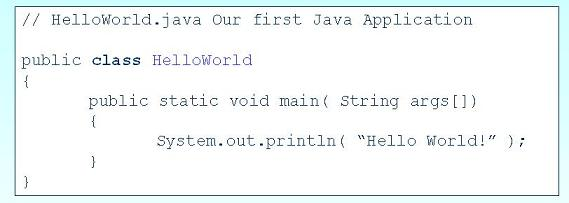 // HelloWorld.java Our first Java Application
public class HelloWorld
{
public static void main( String args[])
{
System.out.println( “Hello World!” );
}
}